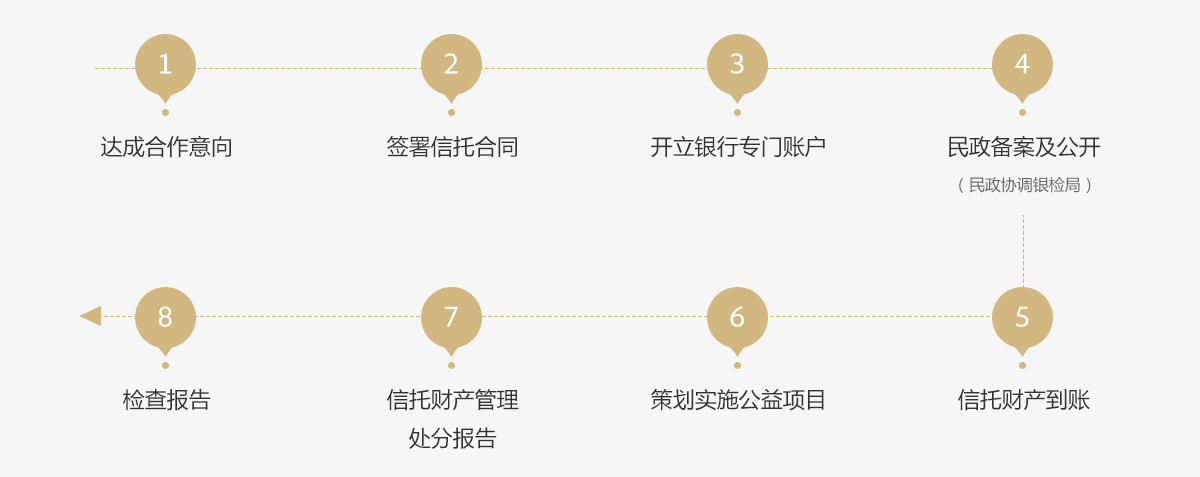 1
2
3
4
达成合作意向
签署信托合同
开立银行专门账户
民政备案及公开
（民政协调银检局）
8
7
6
5
检查报告
信托财产管理
处分报告
策划实施公益项目
信托财产到账